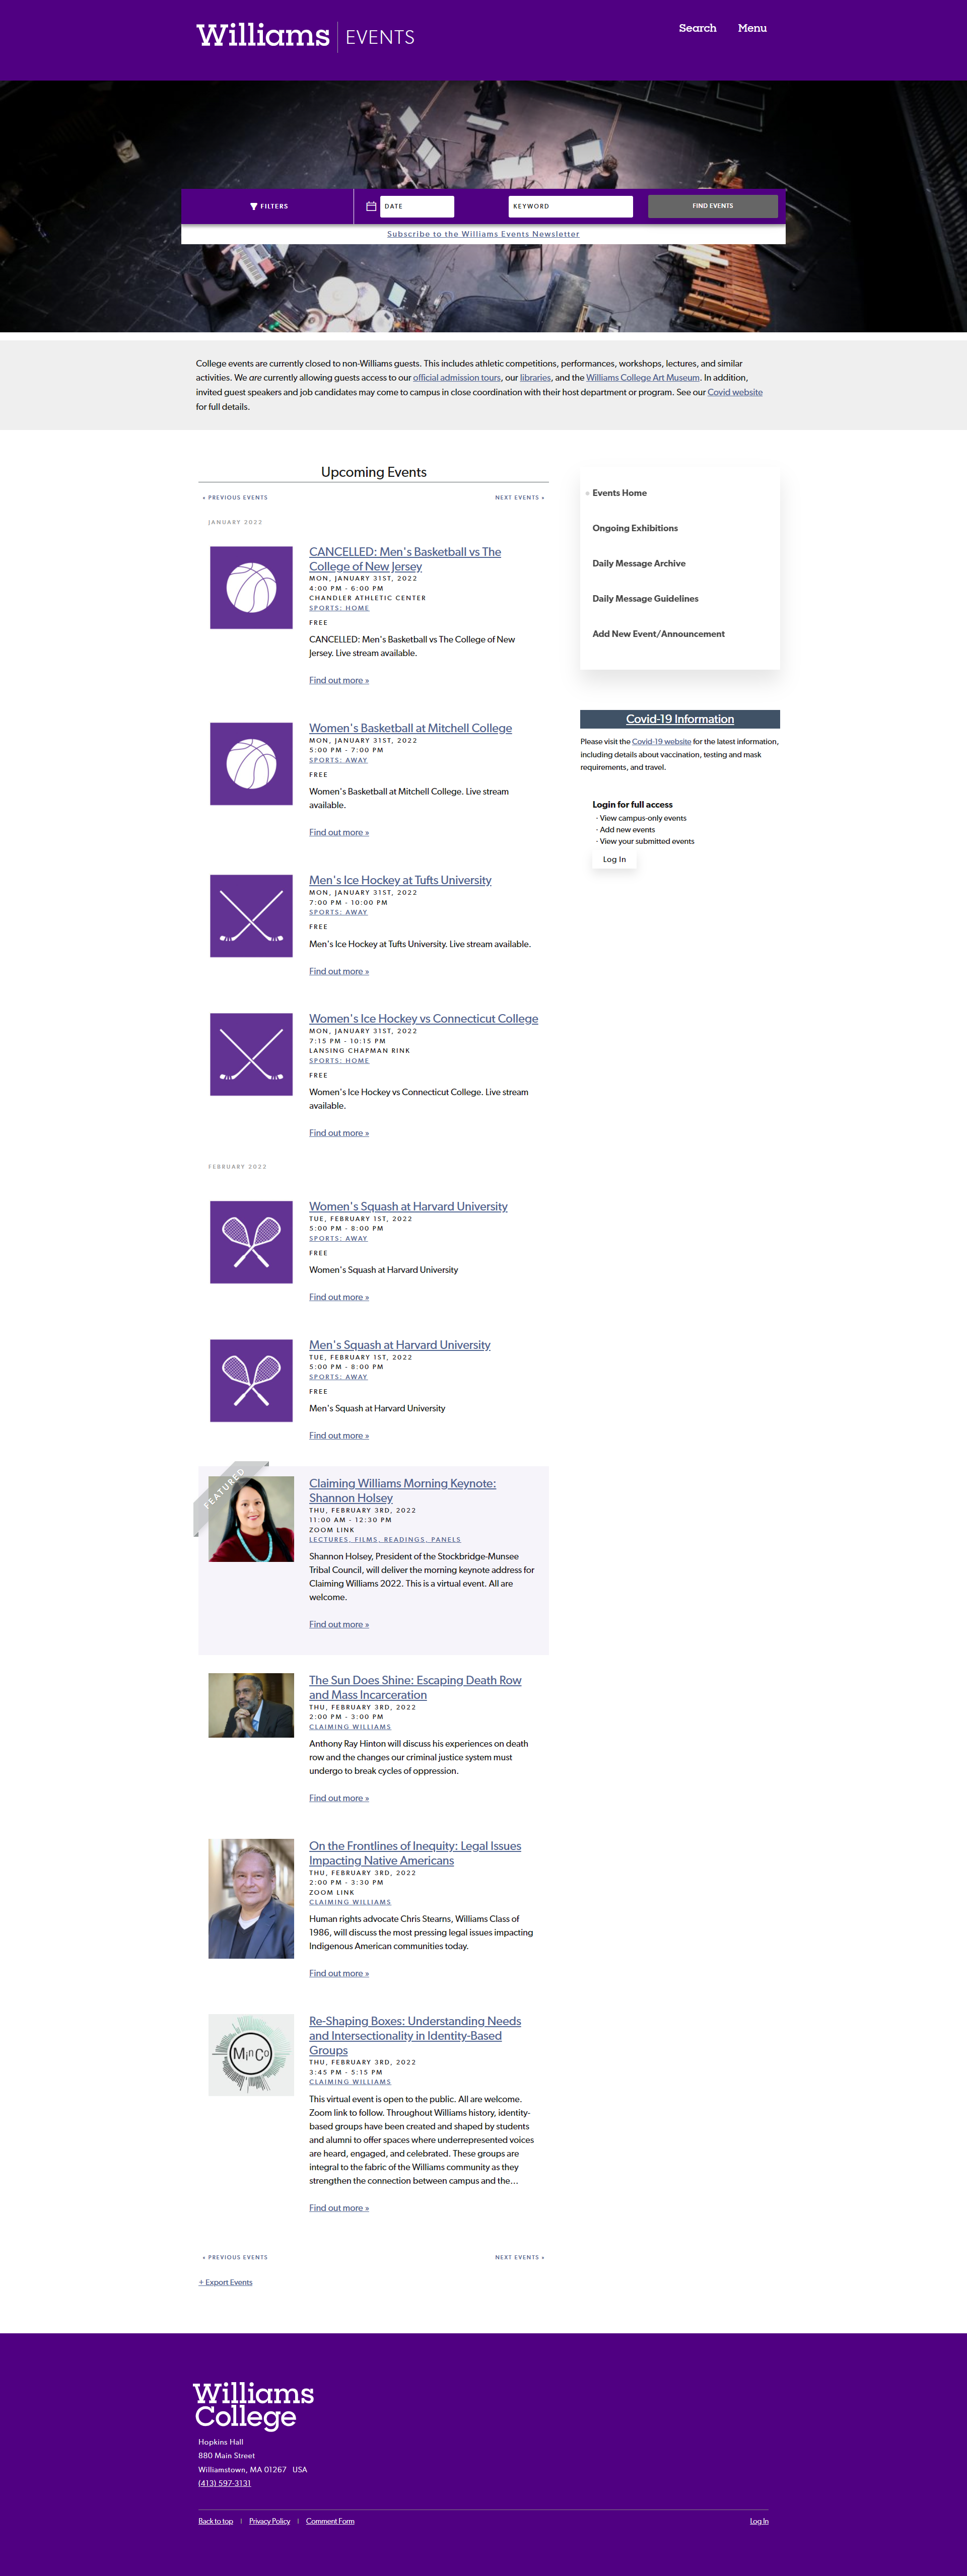 Williams EVENTS
Search Menu
FILTERS
DATE
KEYWORD
FIND EVENTS
Subscribe to the Williams Events Newsletter
College events are currently closed to non-Williams guests. This includes athletic competitions, performances, workshops, lectures, and similar
activities. We are currently allowing guests access to our official admission tours, our libraries, and the Williams College Art Museum. In addition,
invited guest speakers and job candidates may come to campus in close coordination with their host department or program. See our Covid website
for full details.
Upcoming Events
« PREVIOUS EVENTS NEXT EVENTS »
JANUARY 2022
CANCELLED: Men's Basketball vs The
College of New Jersey
MON, JANUARY 31ST, 2022
4:00 PM - 6:00 PM
CHANDLER ATHLETIC CENTER
SPORTS: HOME
FREE
CANCELLED: Men's Basketball vs The College of New
Jersey. Live stream available.
Find out more »
Women's Basketball at Mitchell College
MON, JANUARY 31ST, 2022
5:00 PM - 7:00 PM
SPORTS: AWAY
FREE
Women's Basketball at Mitchell College. Live stream
available.
Find out more »
Men's Ice Hockey at Tufts University
MON, JANUARY 31ST, 2022
7:00 PM - 10:00 PM
SPORTS: AWAY
FREE
Men's Ice Hockey at Tufts University. Live stream available.
Find out more »
Women's Ice Hockey vs Connecticut College
MON, JANUARY 31ST, 2022
7:15 PM - 10:15 PM
LANSING CHAPMAN RINK
SPORTS: HOME
FREE
Women's Ice Hockey vs Connecticut College. Live stream
available.
Find out more »
FEBRUARY 2022
Women's Squash at Harvard University
TUE, FEBRUARY 1ST, 2022
5:00 PM - 8:00 PM
SPORTS: AWAY
FREE
Women's Squash at Harvard University
Find out more »
Men's Squash at Harvard University
TUE, FEBRUARY 1ST, 2022
5:00 PM - 8:00 PM
SPORTS: AWAY
FREE
Men's Squash at Harvard University
Find out more »
FEATURED
Claiming Williams Morning Keynote:
Shannon Holsey
THU, FEBRUARY 3RD, 2022
11:00 AM - 12:30 PM
ZOOM LINK
LECTURES, FILMS, READINGS, PANELS
Shannon Holsey, President of the Stockbridge-Munsee
Tribal Council, will deliver the morning keynote address for
Claiming Williams 2022. This is a virtual event. All are
welcome.
Find out more »
The Sun Does Shine: Escaping Death Row
and Mass Incarceration
THU, FEBRUARY 3RD, 2022
2:00 PM - 3:00 PM
CLAIMING WILLIAMS
Anthony Ray Hinton will discuss his experiences on death
row and the changes our criminal justice system must
undergo to break cycles of oppression.
Find out more »
On the Frontlines of Inequity: Legal Issues
Impacting Native Americans
THU, FEBRUARY 3RD, 2022
2:00 PM - 3:30 PM
ZOOM LINK
CLAIMING WILLIAMS
Human rights advocate Chris Stearns, Williams Class of
1986, will discuss the most pressing legal issues impacting
Indigenous American communities today.
Find out more »
MinCo
Re-Shaping Boxes: Understanding Needs
and Intersectionality in Identity-Based
Groups
THU, FEBRUARY 3RD, 2022
3:45 PM - 5:15 PM
CLAIMING WILLIAMS
This virtual event is open to the public. All are welcome.
Zoom link to follow. Throughout Williams history, identity-
based groups have been created and shaped by students
and alumni to offer spaces where underrepresented voices
are heard, engaged, and celebrated. These groups are
integral to the fabric of the Williams community as they
strengthen the connection between campus and the…
Find out more »
« PREVIOUS EVENTS NEXT EVENTS »
+ Export Events
Events Home
Ongoing Exhibitions
Daily Message Archive
Daily Message Guidelines
Add New Event/Announcement
Covid-19 Information
Please visit the Covid-19 website for the latest information,
including details about vaccination, testing and mask
requirements, and travel.
Login for full access
· View campus-only events
· Add new events
· View your submitted events
Log In
Williams
College
Hopkins Hall
880 Main Street
Williamstown, MA 01267 USA
(413) 597-3131
Back to top | Privacy Policy | Comment Form
Log In